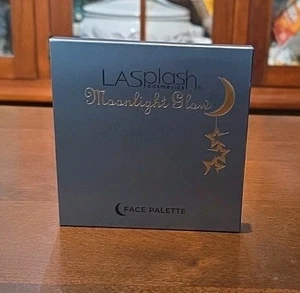 LASplash®
cosmetics
Moonlight Glow
FACE PALETTE